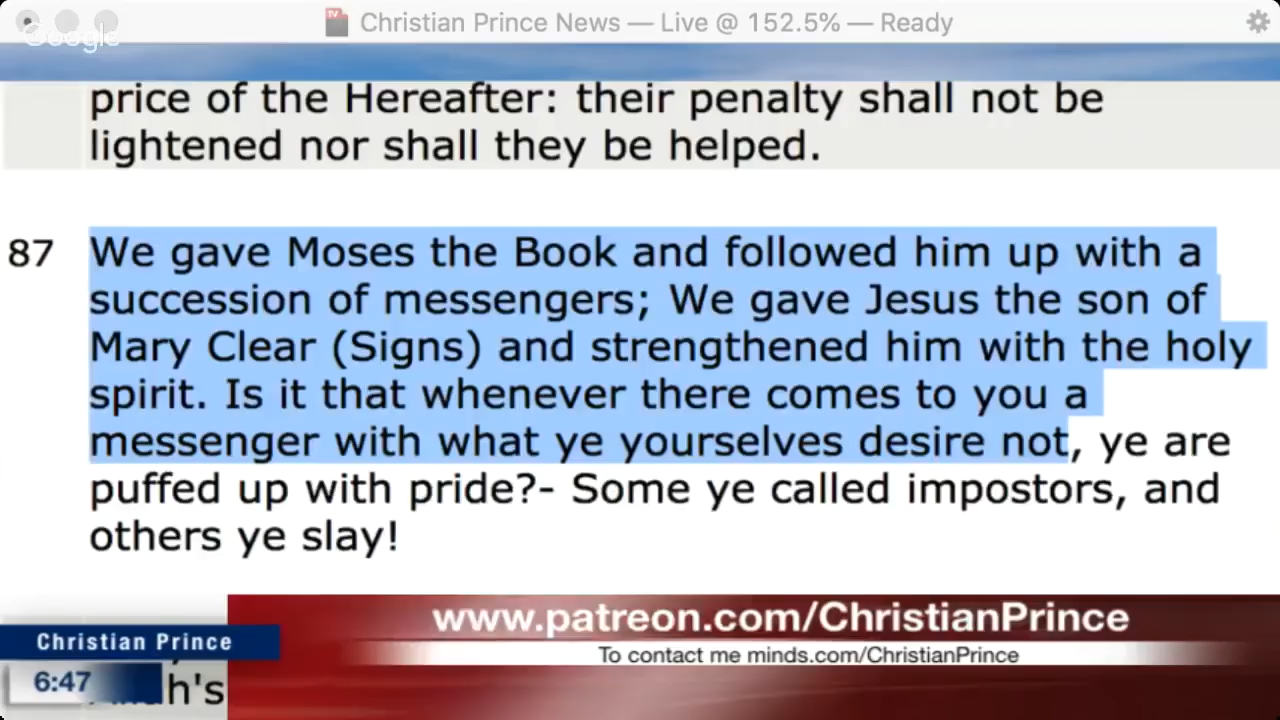 Christian Prince News — Live @ 152.5% — Ready
Google
price of the Hereafter: their penalty shall not be
lightened nor shall they be helped.
87 We gave Moses the Book and followed him up with a
succession of messengers; We gave Jesus the son of
Mary Clear (Signs) and strengthened him with the holy
spirit. Is it that whenever there comes to you a
messenger with what ye yourselves desire not, ye are
puffed up with pride?- Some ye called impostors, and
others ye slay!
www.patreon.com/ChristianPrince
To contact me minds.com/ChristianPrince
Christian Prince
6:47
h's